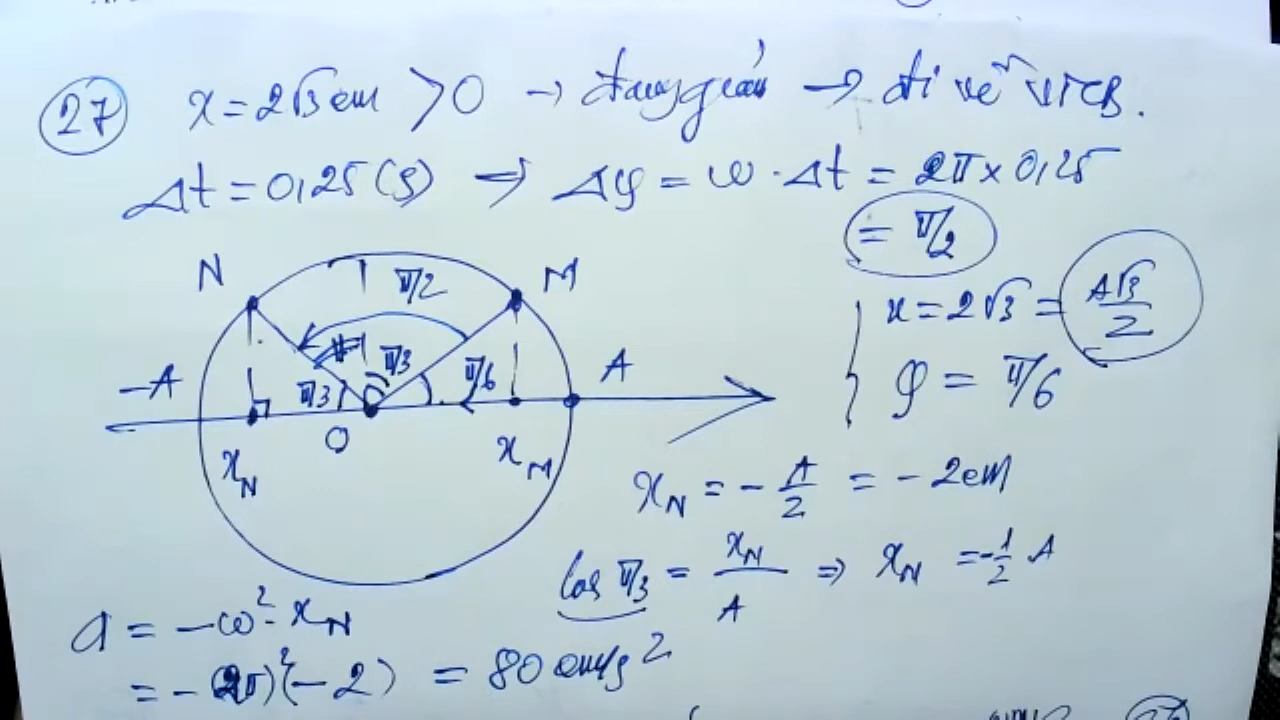 27 x = 2√3 cm > 0 → đang giảm → đi về VTCB.
Δt = 0,25 (s) ⇒ Δφ = ω · Δt = 2π × 0,25
= π/2
N π/2 M
x = 2√3 = A√3/2
φ = π/6
-A π/3 π/3 π/6 A
x_N O x_M
x_N = - A/2 = - 2cm
cos π/3 = x_N/A ⇒ x_N = -1/2 A
a = -ω². x_N
= - (2π)²(- 2) = 80 cm/s²